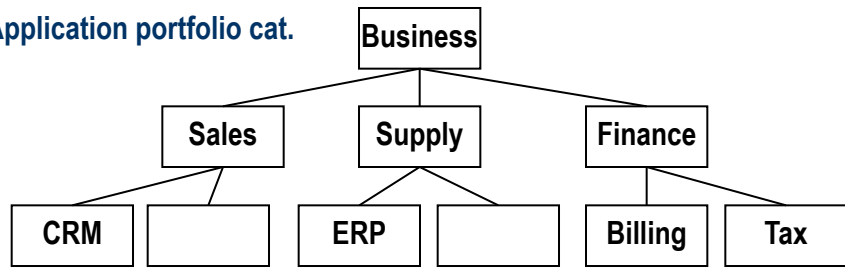 Application portfolio cat.
Business
Sales
Supply
Finance
CRM
ERP
Billing
Tax